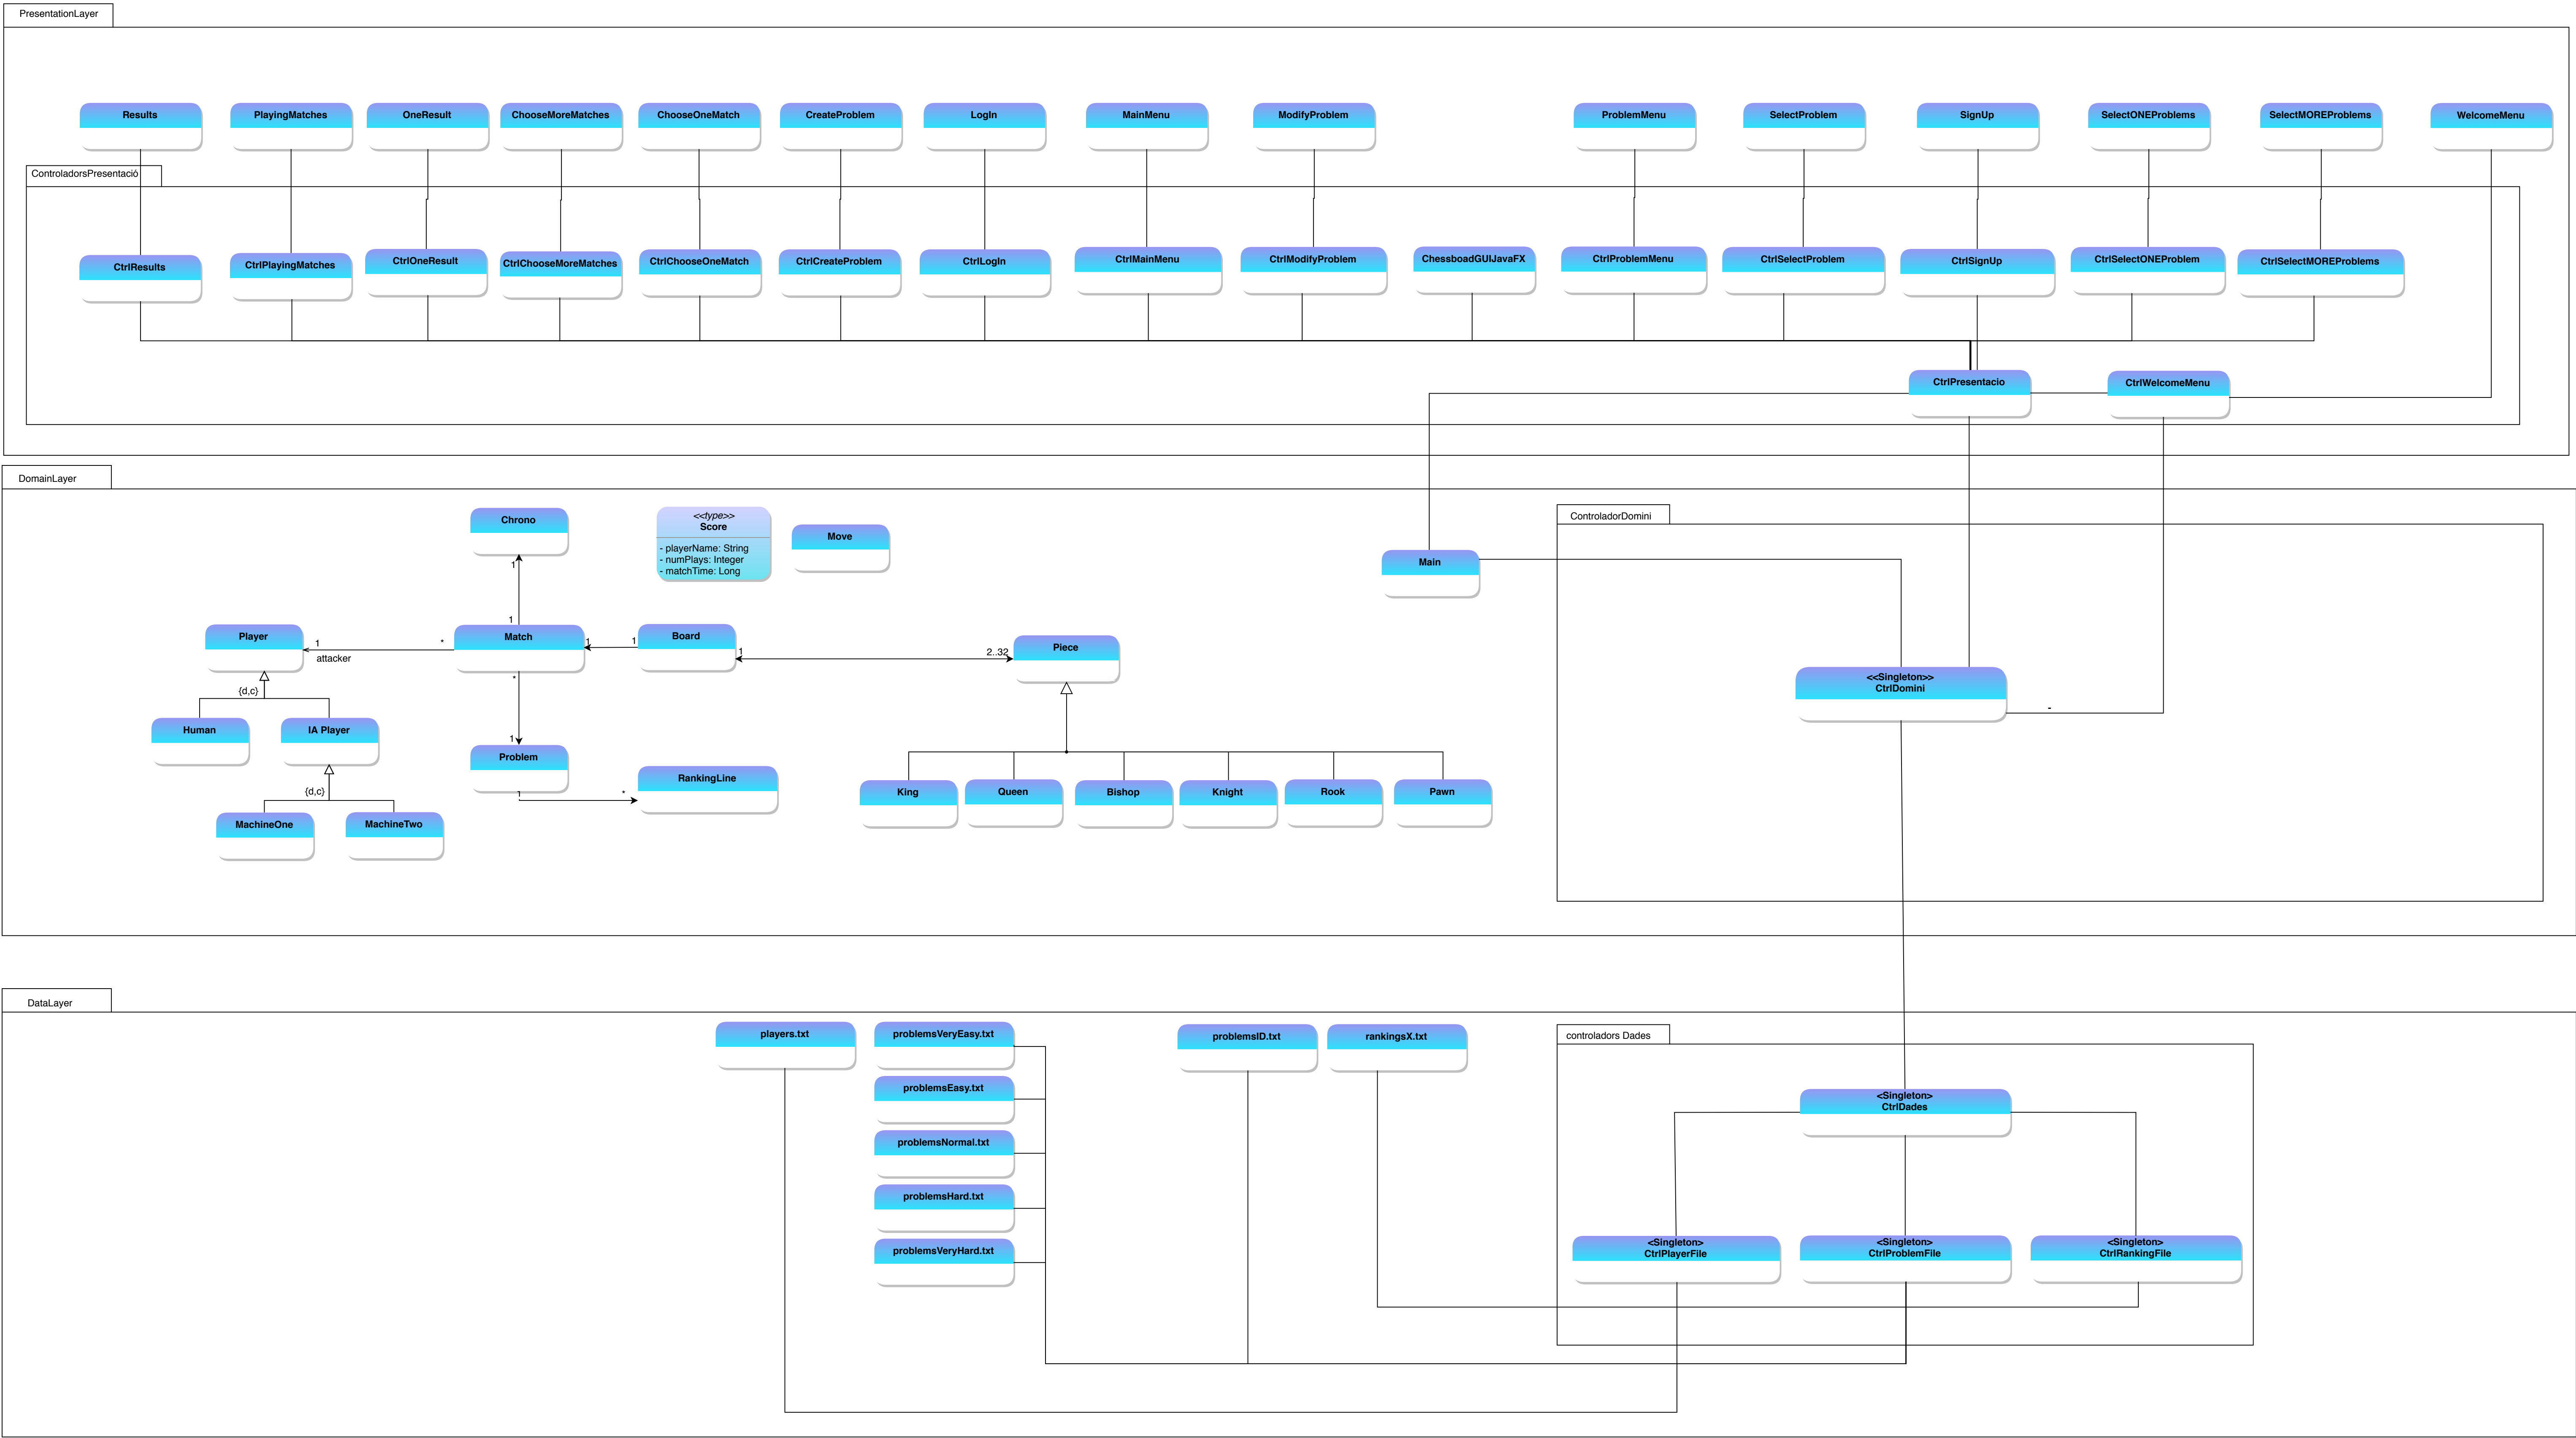 PresentationLayer
Results
PlayingMatches
OneResult
ChooseMoreMatches
ChooseOneMatch
CreateProblem
LogIn
MainMenu
ModifyProblem
ProblemMenu
SelectProblem
SignUp
SelectONEProblems
SelectMOREProblems
WelcomeMenu
ControladorsPresentació
CtrlResults
CtrlPlayingMatches
CtrlOneResult
CtrlChooseMoreMatches
CtrlChooseOneMatch
CtrlCreateProblem
CtrlLogIn
CtrlMainMenu
CtrlModifyProblem
ChessboadGUIJavaFX
CtrlProblemMenu
CtrlSelectProblem
CtrlSignUp
CtrlSelectONEProblem
CtrlSelectMOREProblems
CtrlPresentacio
CtrlWelcomeMenu
DomainLayer
Chrono
<<type>>
Score
- playerName: String
- numPlays: Integer
- matchTime: Long
Move
Main
ControladorDomini
1
1
Player
1
*
attacker
Match
1
1
Board
1
2..32
Piece
{d,c}
Human
IA Player
*
1
Problem
1
*
RankingLine
{d,c}
MachineOne
MachineTwo
King
Queen
Bishop
Knight
Rook
Pawn
<<Singleton>>
CtrlDomini
-
DataLayer
players.txt
problemsVeryEasy.txt
problemsEasy.txt
problemsNormal.txt
problemsHard.txt
problemsVeryHard.txt
problemsID.txt
rankingsX.txt
controladors Dades
<Singleton>
CtrlDades
<Singleton>
CtrlPlayerFile
<Singleton>
CtrlProblemFile
<Singleton>
CtrlRankingFile